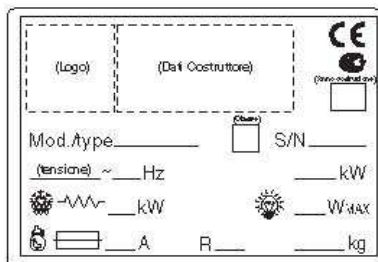 CE
(Logo) (Dati Costruttore)
(Anno costruzione)
(Classe)
Mod./type S/N
(tensione) ~ Hz kW
kW WMAX
A R kg